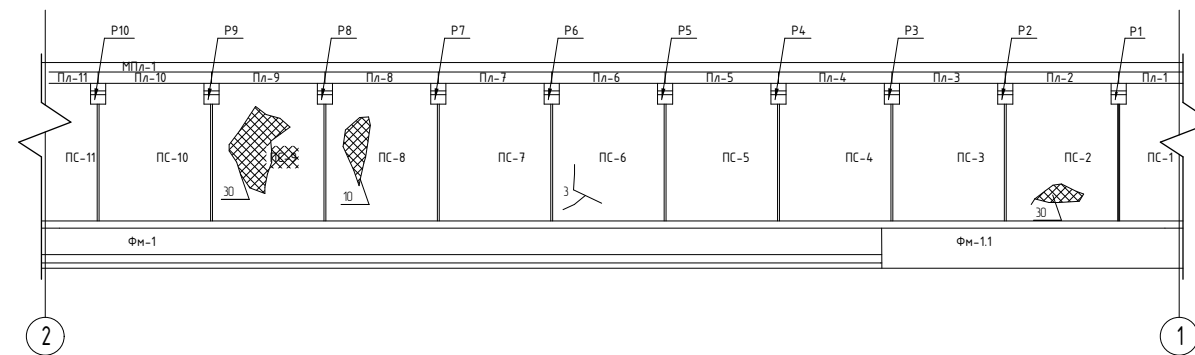 Р10 Р9 Р8 Р7 Р6 Р5 Р4 Р3 Р2 Р1
МПл-1
Пл-11 Пл-10 Пл-9 Пл-8 Пл-7 Пл-6 Пл-5 Пл-4 Пл-3 Пл-2 Пл-1
ПС-11 ПС-10 ПС-9 ПС-8 ПС-7 ПС-6 ПС-5 ПС-4 ПС-3 ПС-2 ПС-1
30 10 3 30
Фм-1 Фм-1.1
2 1